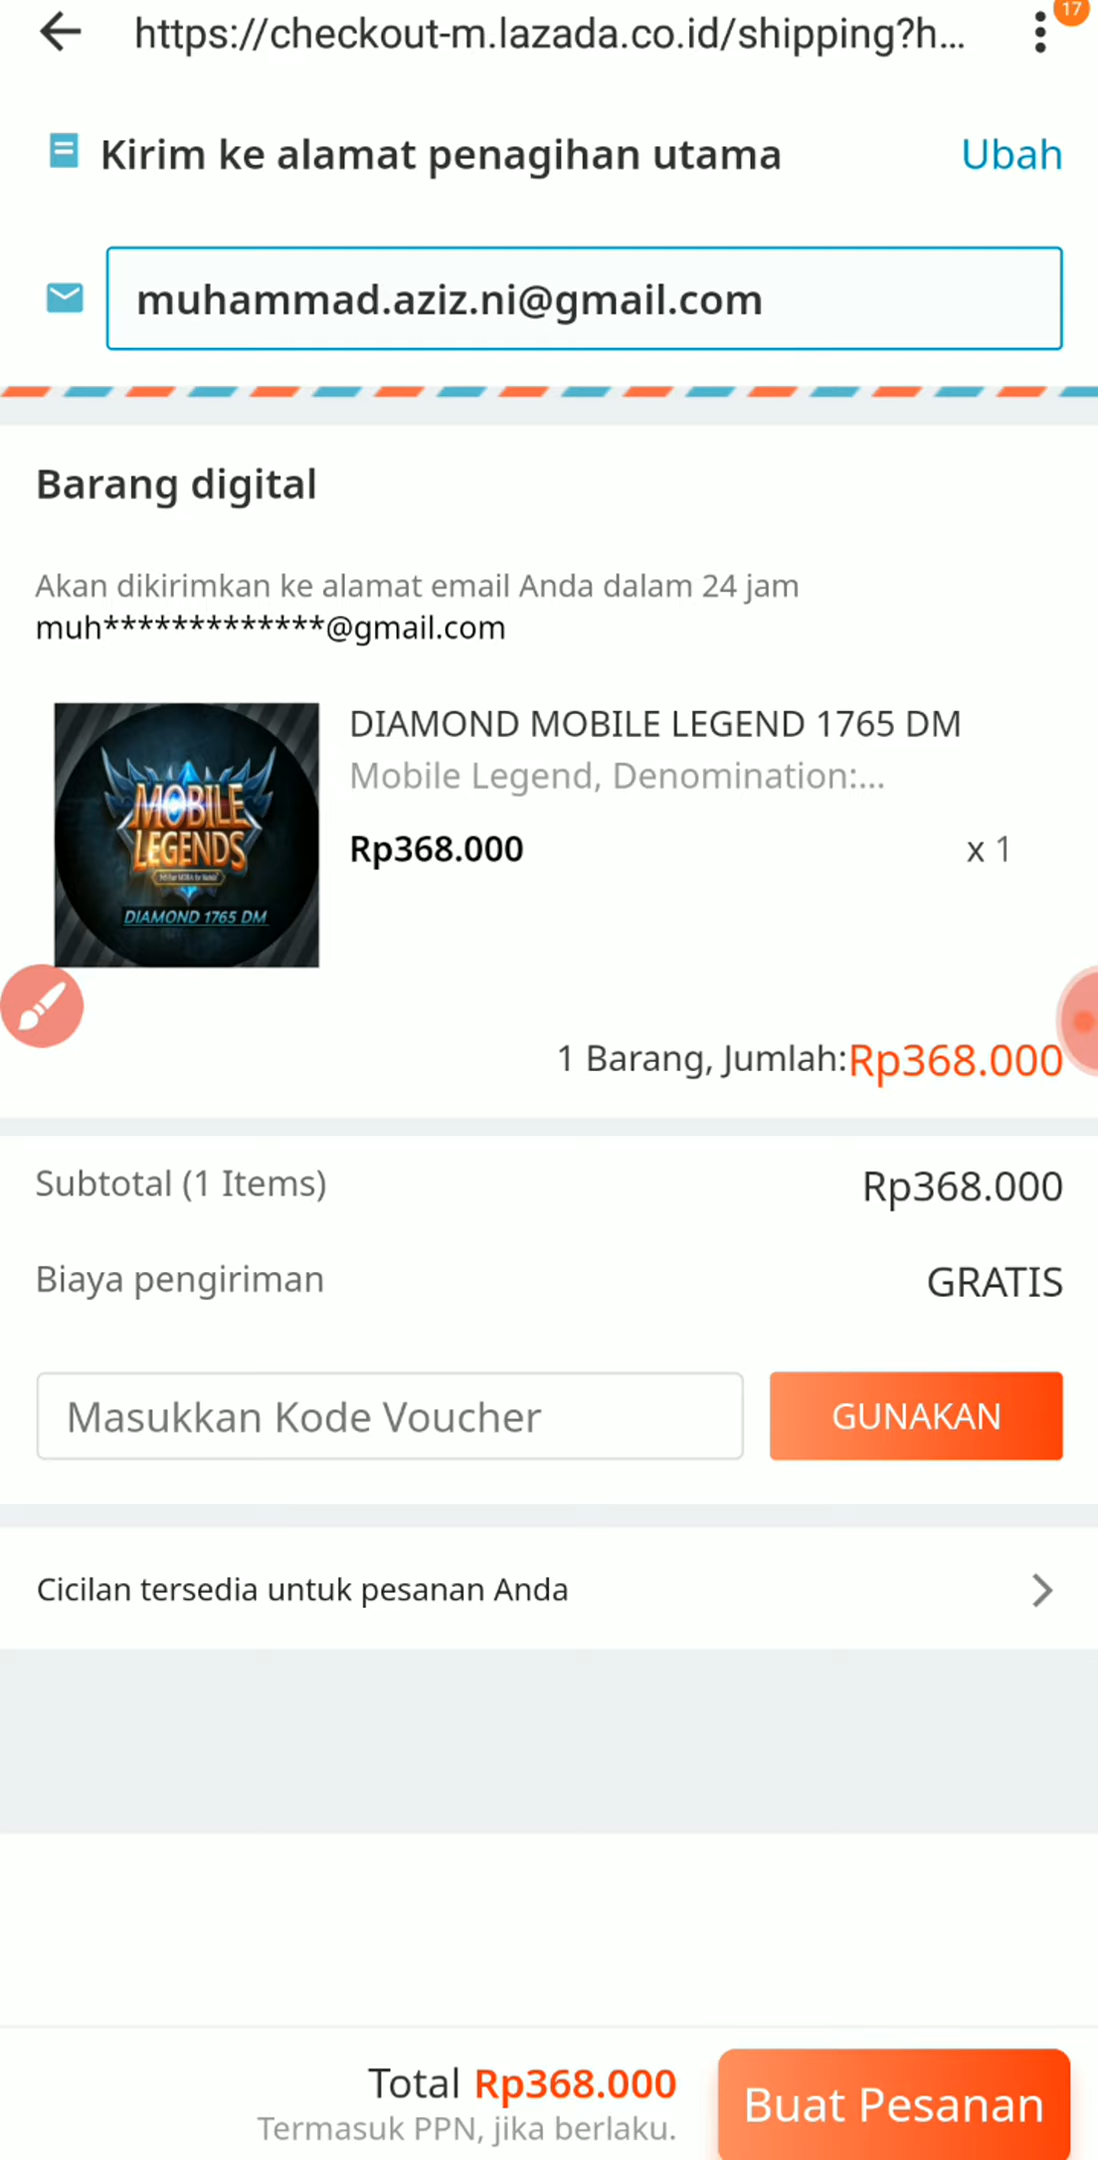 https://checkout-m.lazada.co.id/shipping?h...
17
Kirim ke alamat penagihan utama
Ubah
muhammad.aziz.ni@gmail.com
Barang digital
Akan dikirimkan ke alamat email Anda dalam 24 jam
muh*************@gmail.com
MOBILE
LEGENDS
DIAMOND 1765 DM
DIAMOND MOBILE LEGEND 1765 DM
Mobile Legend, Denomination:...
Rp368.000
x 1
1 Barang, Jumlah:Rp368.000
Subtotal (1 Items)
Rp368.000
Biaya pengiriman
GRATIS
Masukkan Kode Voucher
GUNAKAN
Cicilan tersedia untuk pesanan Anda
Total Rp368.000
Termasuk PPN, jika berlaku.
Buat Pesanan